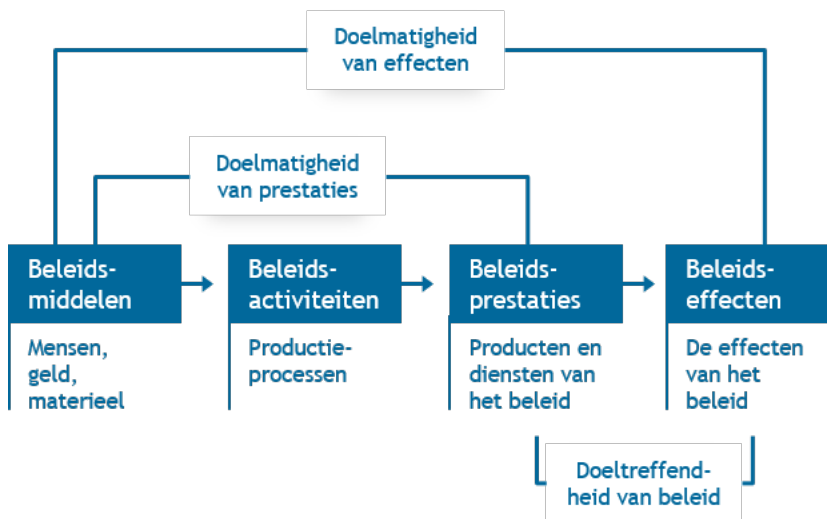 Doelmatigheid
van effecten
Doelmatigheid
van prestaties
Beleids-
middelen
Mensen,
geld,
materieel
Beleids-
activiteiten
Productie-
processen
Beleids-
prestaties
Producten en
diensten van
het beleid
Beleids-
effecten
De effecten
van het
beleid
Doeltreffend-
heid van beleid